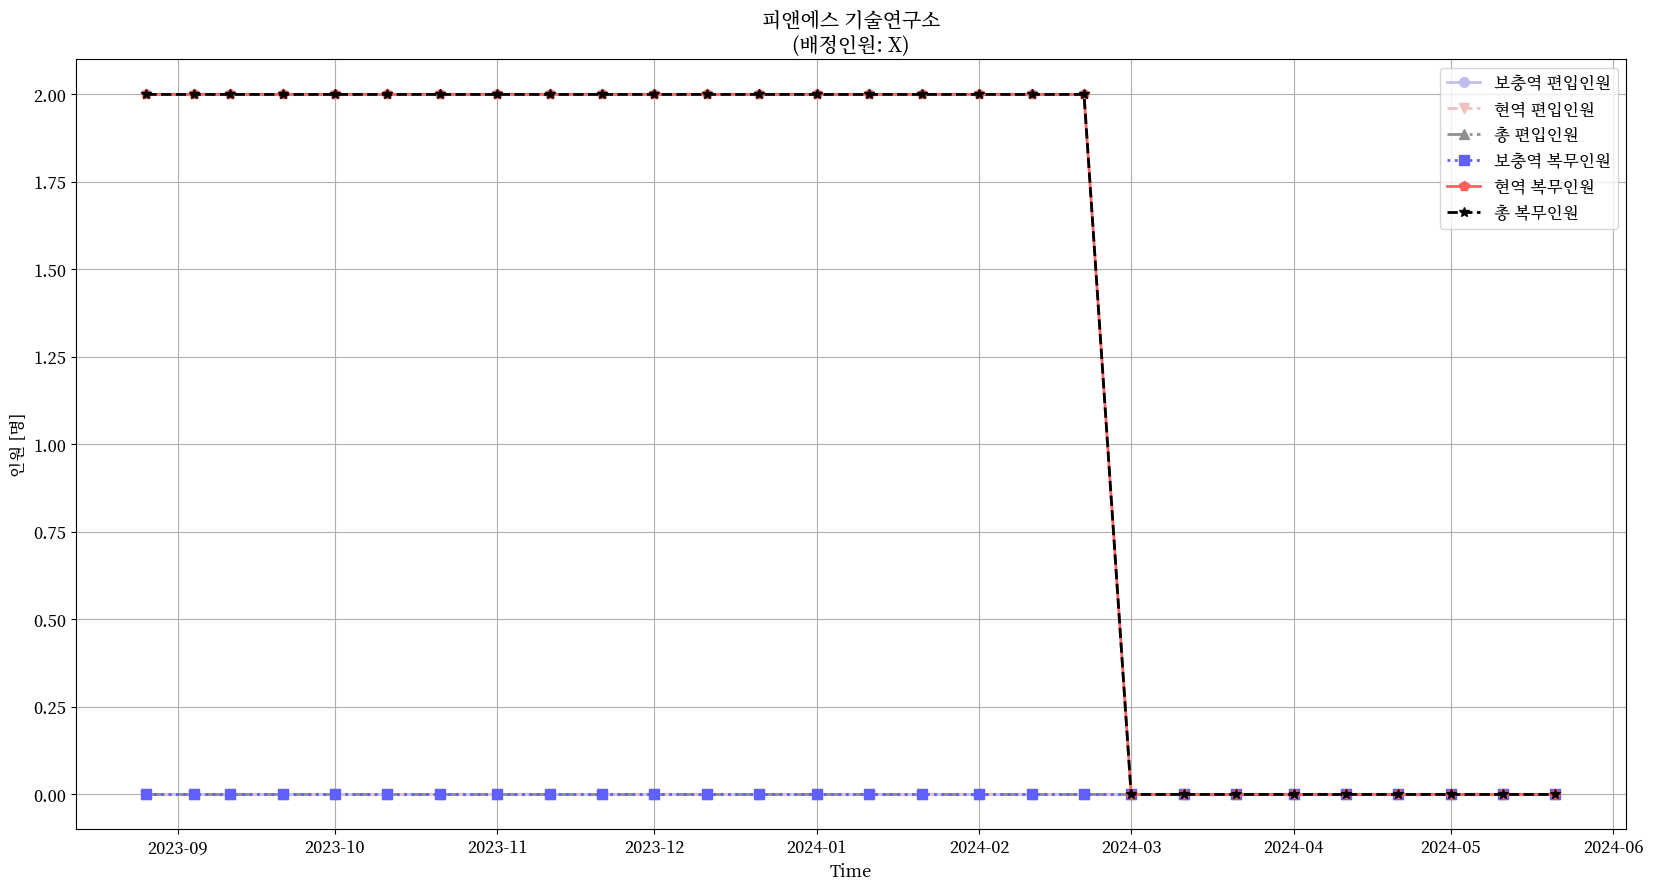 피앤에스 기술연구소
(배정인원: X)
보충역 편입인원
현역 편입인원
총 편입인원
보충역 복무인원
현역 복무인원
총 복무인원
인원 [명]
2.00
1.75
1.50
1.25
1.00
0.75
0.50
0.25
0.00
2023-09
2023-10
2023-11
2023-12
2024-01
2024-02
2024-03
2024-04
2024-05
2024-06
Time